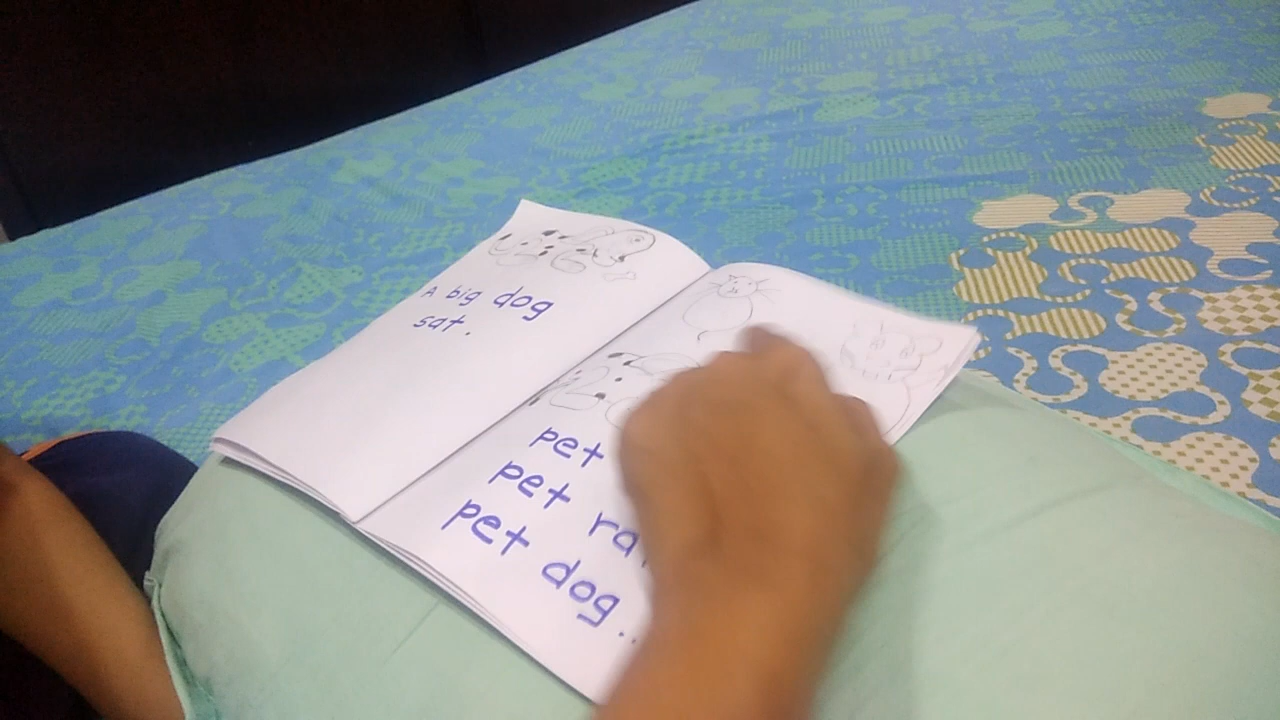 A big dog
sat.
pet
pet
pet dog..